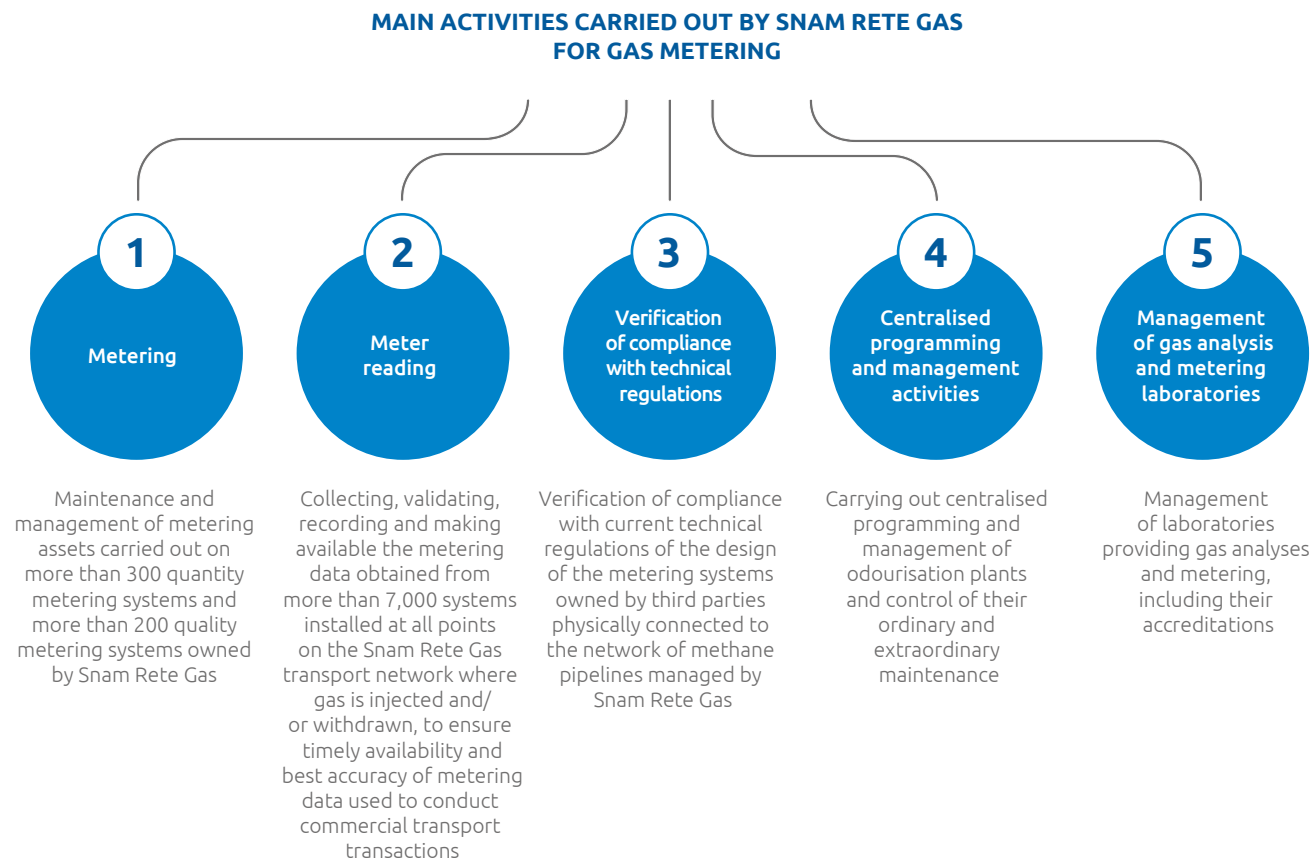 MAIN ACTIVITIES CARRIED OUT BY SNAM RETE GAS
FOR GAS METERING
1
Metering
Maintenance and
management of metering
assets carried out on
more than 300 quantity
metering systems and
more than 200 quality
metering systems owned
by Snam Rete Gas
2
Meter
reading
Collecting, validating,
recording and making
available the metering
data obtained from
more than 7,000 systems
installed at all points
on the Snam Rete Gas
transport network where
gas is injected and/
or withdrawn, to ensure
timely availability and
best accuracy of metering
data used to conduct
commercial transport
transactions
3
Verification
of compliance
with technical
regulations
Verification of compliance
with current technical
regulations of the design
of the metering systems
owned by third parties
physically connected to
the network of methane
pipelines managed by
Snam Rete Gas
4
Centralised
programming
and management
activities
Carrying out centralised
programming and
management of
odourisation plants
and control of their
ordinary and
extraordinary
maintenance
5
Management
of gas analysis
and metering
laboratories
Management
of laboratories
providing gas analyses
and metering,
including their
accreditations